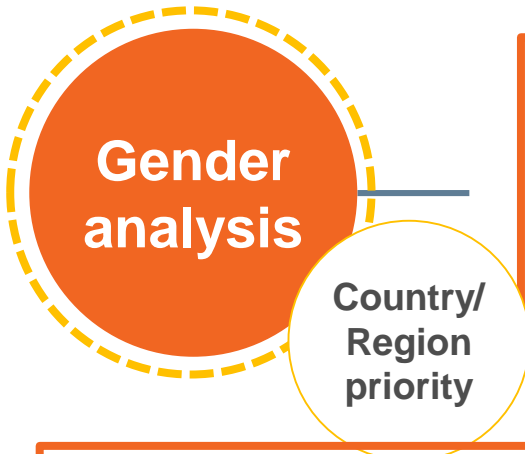 Gender
analysis
Country/
Region
priority